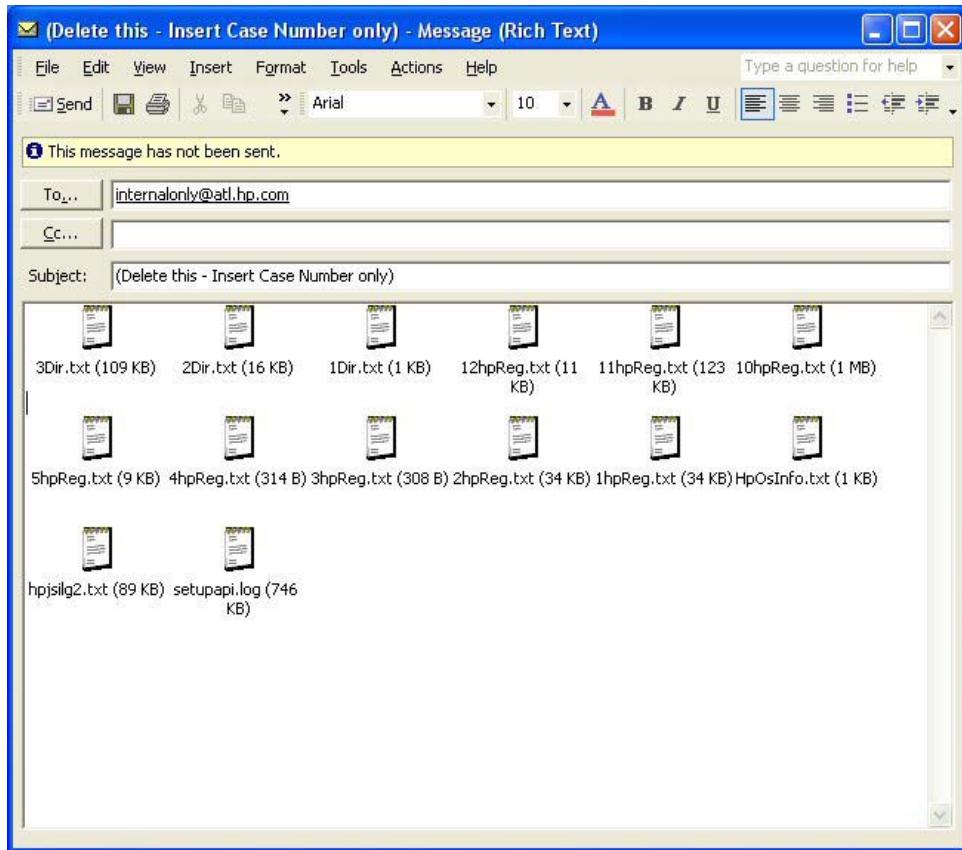 (Delete this - Insert Case Number only) - Message (Rich Text)
File Edit View Insert Format Tools Actions Help Type a question for help
Send Arial 10 A B I U
This message has not been sent.
To... internalonly@atl.hp.com
Cc...
Subject: (Delete this - Insert Case Number only)
3Dir.txt (109 KB) 2Dir.txt (16 KB) 1Dir.txt (1 KB) 12hpReg.txt (11 KB) 11hpReg.txt (123 KB) 10hpReg.txt (1 MB)
5hpReg.txt (9 KB) 4hpReg.txt (314 B) 3hpReg.txt (308 B) 2hpReg.txt (34 KB) 1hpReg.txt (34 KB) HpOsInfo.txt (1 KB)
hpjsilg2.txt (89 KB) setupapi.log (746 KB)